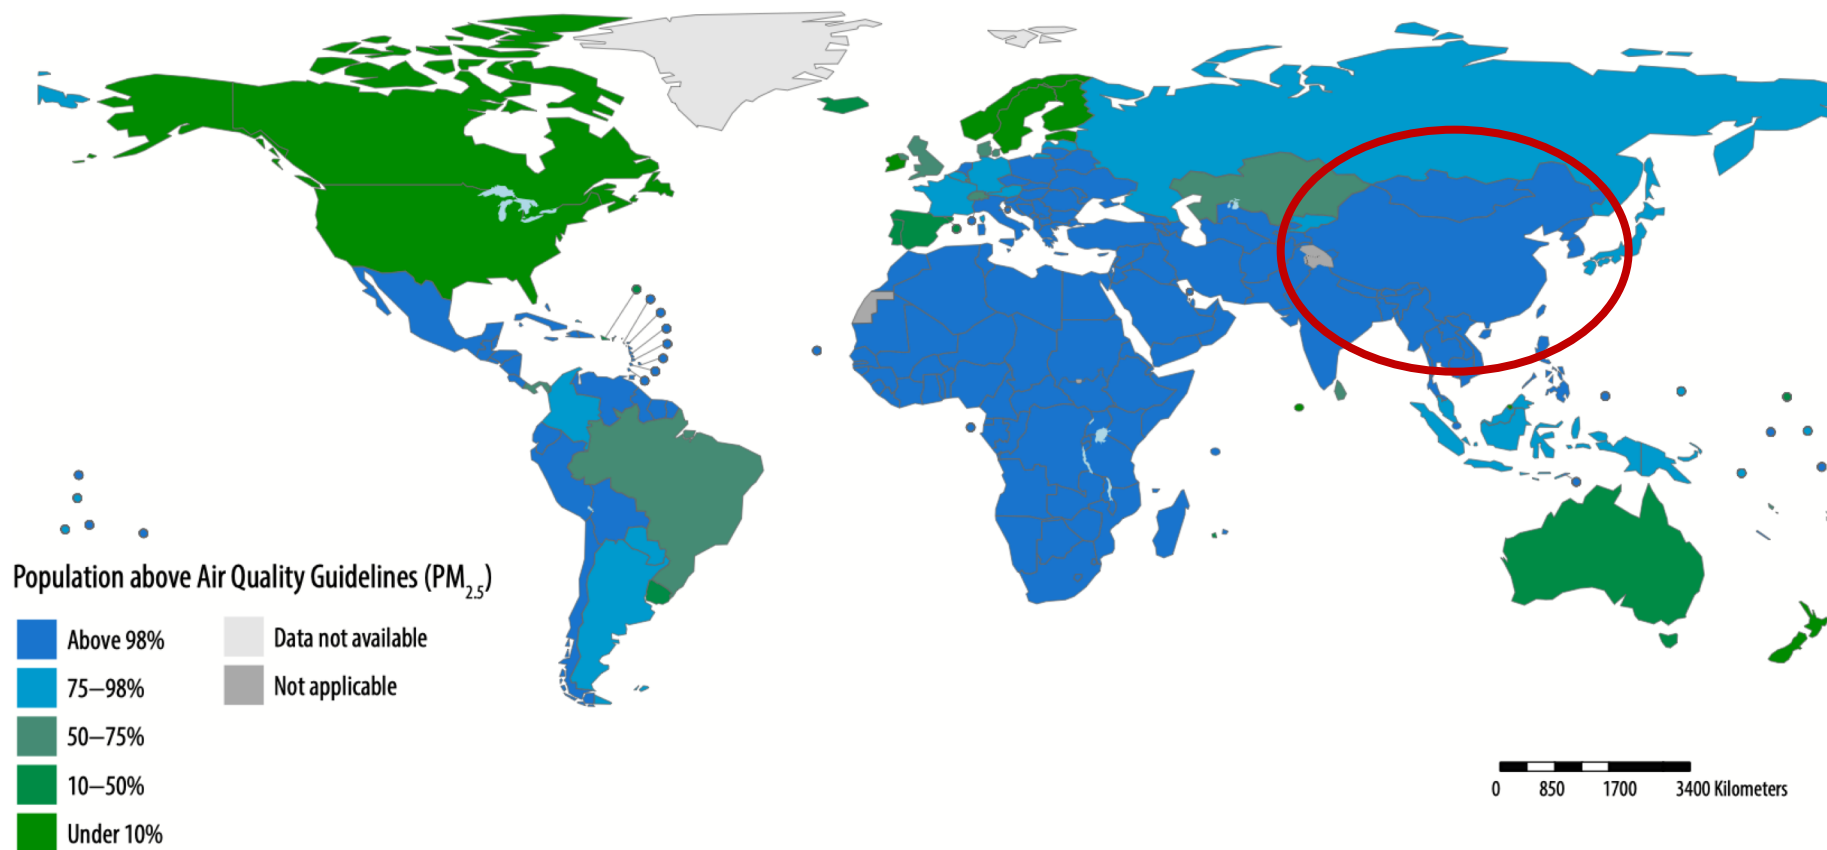 Population above Air Quality Guidelines (PM2.5)
Above 98%
75–98%
50–75%
10–50%
Under 10%
Data not available
Not applicable
0 850 1700 3400 Kilometers